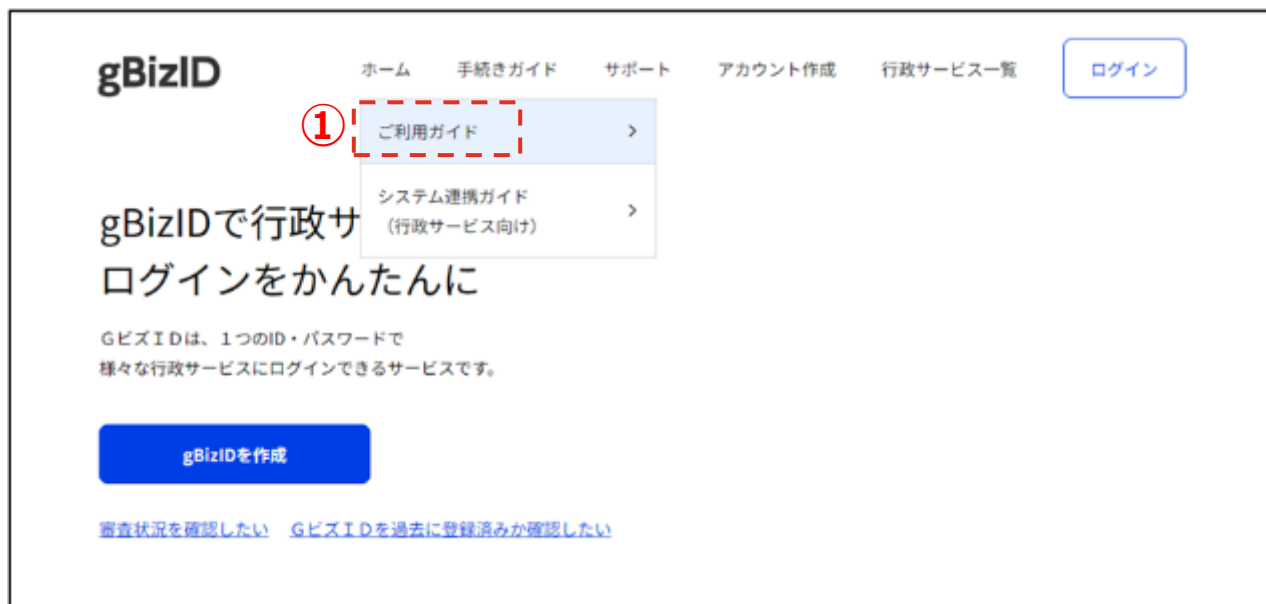 gBizID
ホーム 手続きガイド サポート アカウント作成 行政サービス一覧 ログイン
① ご利用ガイド
システム連携ガイド
（行政サービス向け）
gBizIDで行政サ
ログインをかんたんに
ＧビズＩＤは、１つのID・パスワードで
様々な行政サービスにログインできるサービスです。
gBizIDを作成
審査状況を確認したい ＧビズＩＤを過去に登録済みか確認したい